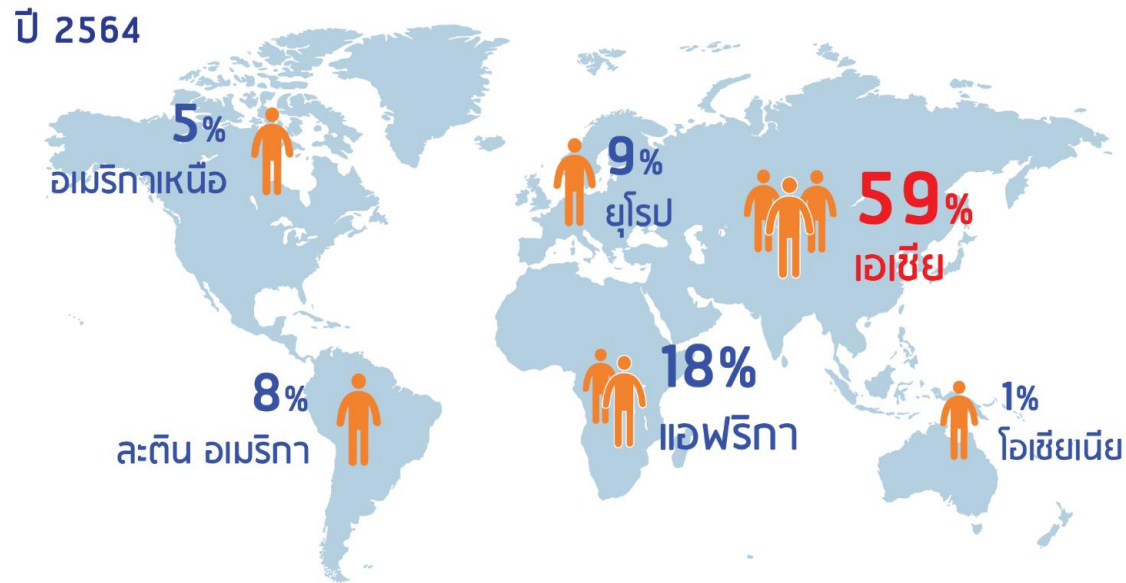 ปี 2564
5%
อเมริกาเหนือ
9%
ยุโรป
59%
เอเชีย
8%
ละติน อเมริกา
18%
แอฟริกา
1%
โอเชียเนีย